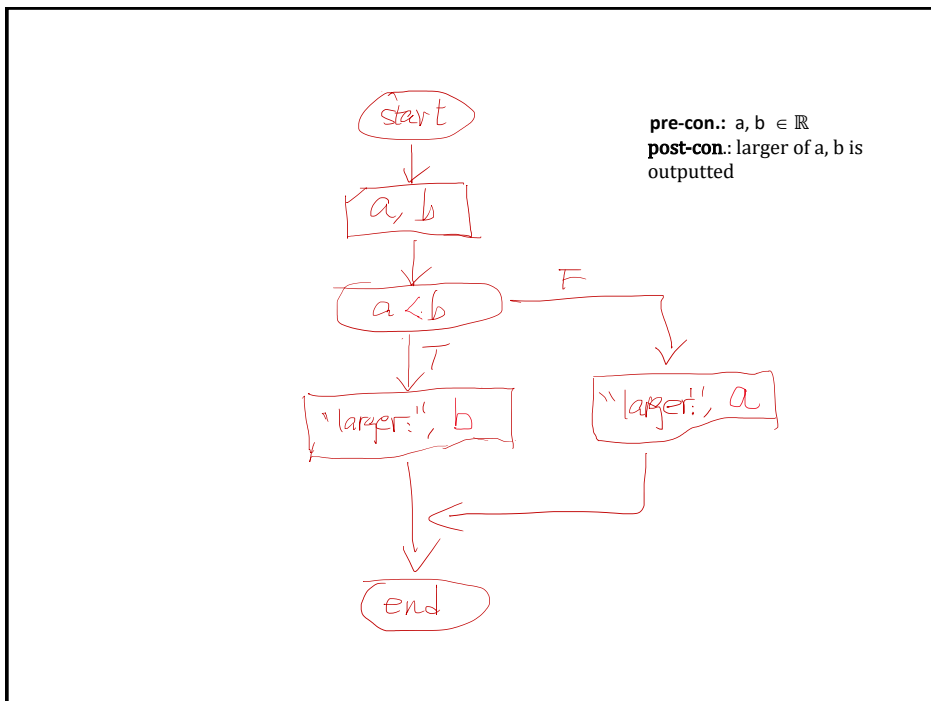 start
pre-con.: a, b ∈ ℝ
post-con.: larger of a, b is
outputted
a, b
F
a < b
T
"larger:", b
"larger:", a
end